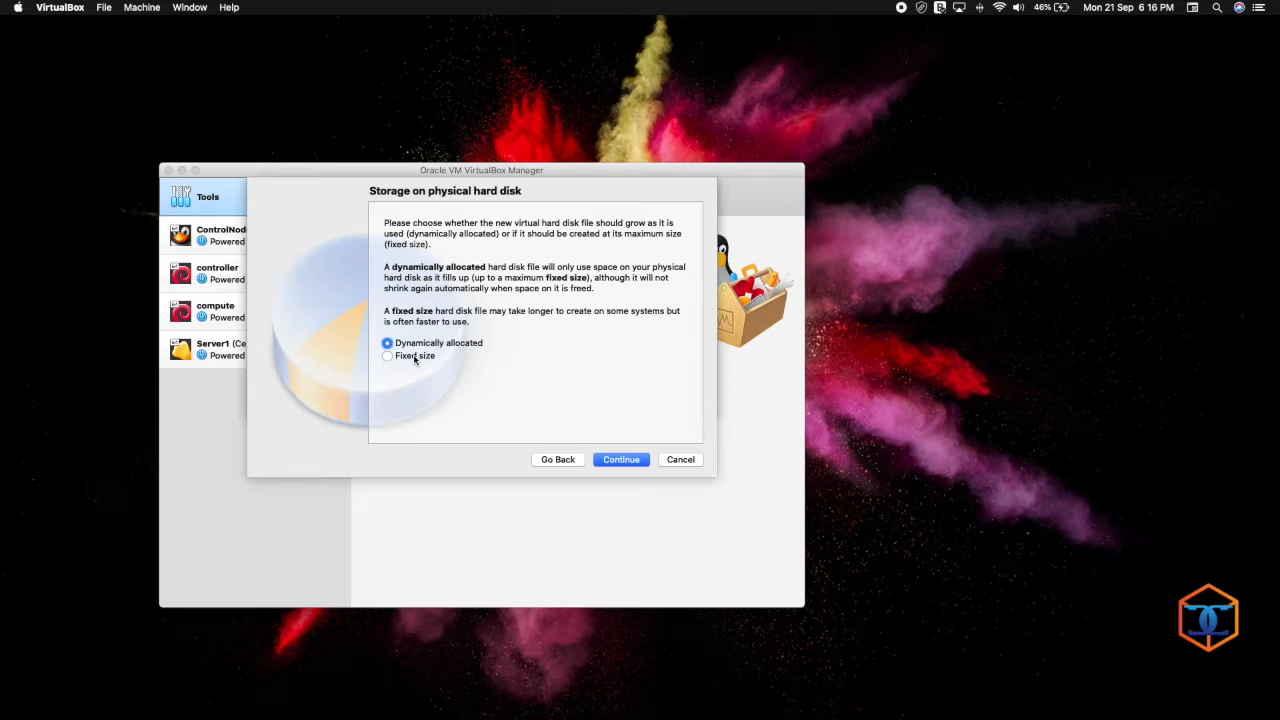 VirtualBox File Machine Window Help
46% Mon 21 Sep 6:16 PM
Oracle VM VirtualBox Manager
Tools
Storage on physical hard disk
Please choose whether the new virtual hard disk file should grow as it is
used (dynamically allocated) or if it should be created at its maximum size
(fixed size).
A dynamically allocated hard disk file will only use space on your physical
hard disk as it fills up (up to a maximum fixed size), although it will not
shrink again automatically when space on it is freed.
A fixed size hard disk file may take longer to create on some systems but
is often faster to use.
Dynamically allocated
Fixed size
Go Back Continue Cancel
ControlNod
Powered
controller
Powered
compute
Powered
Server1 (Ce
Powered